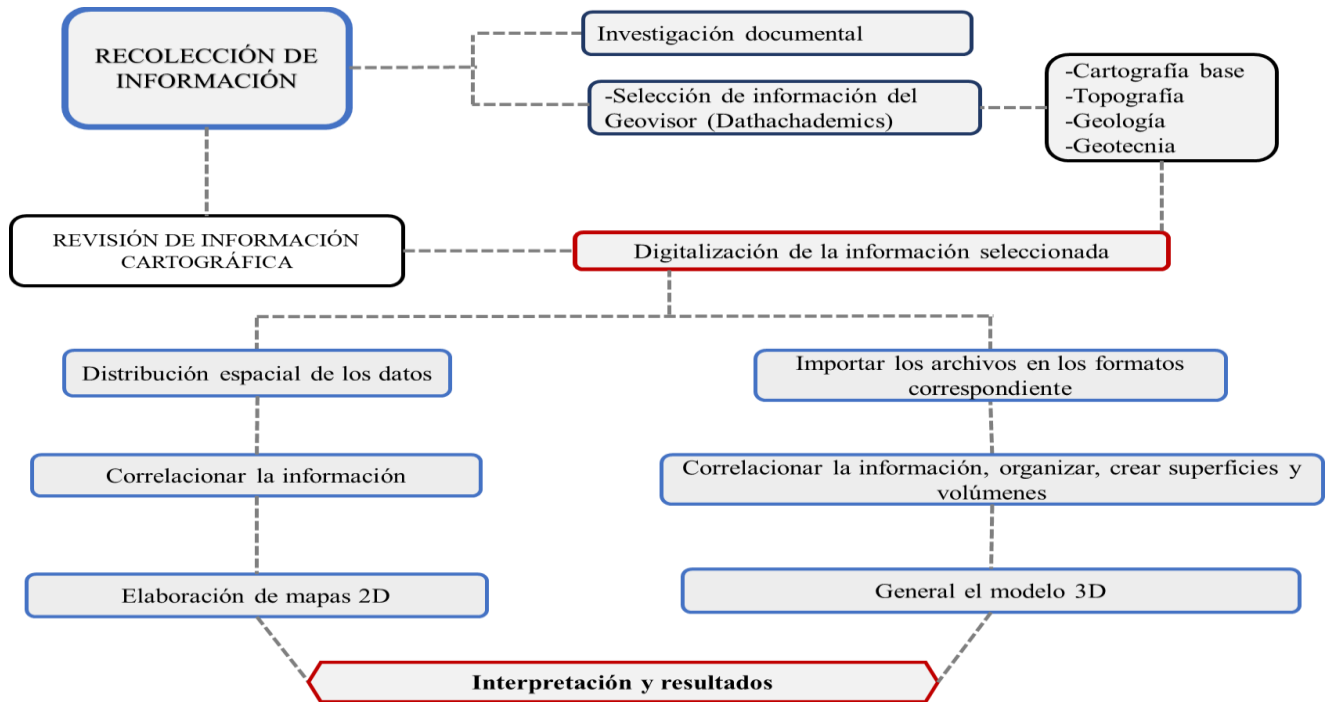 RECOLECCIÓN DE
INFORMACIÓN
Investigación documental
-Selección de información del
Geovisor (Dathachademics)
-Cartografía base
-Topografía
-Geología
-Geotecnia
REVISIÓN DE INFORMACIÓN
CARTOGRÁFICA
Digitalización de la información seleccionada
Distribución espacial de los datos
Correlacionar la información
Elaboración de mapas 2D
Importar los archivos en los formatos
correspondiente
Correlacionar la información, organizar, crear superficies y
volúmenes
General el modelo 3D
Interpretación y resultados